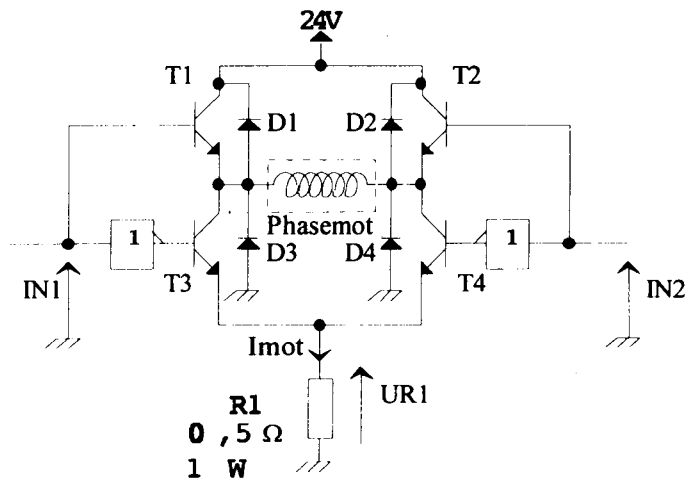 24V
T1
T2
D1
D2
Phasemot
1
1
D3
D4
T3
T4
IN1
IN2
Imot
UR1
R1
0 ,5 Ω
1 W